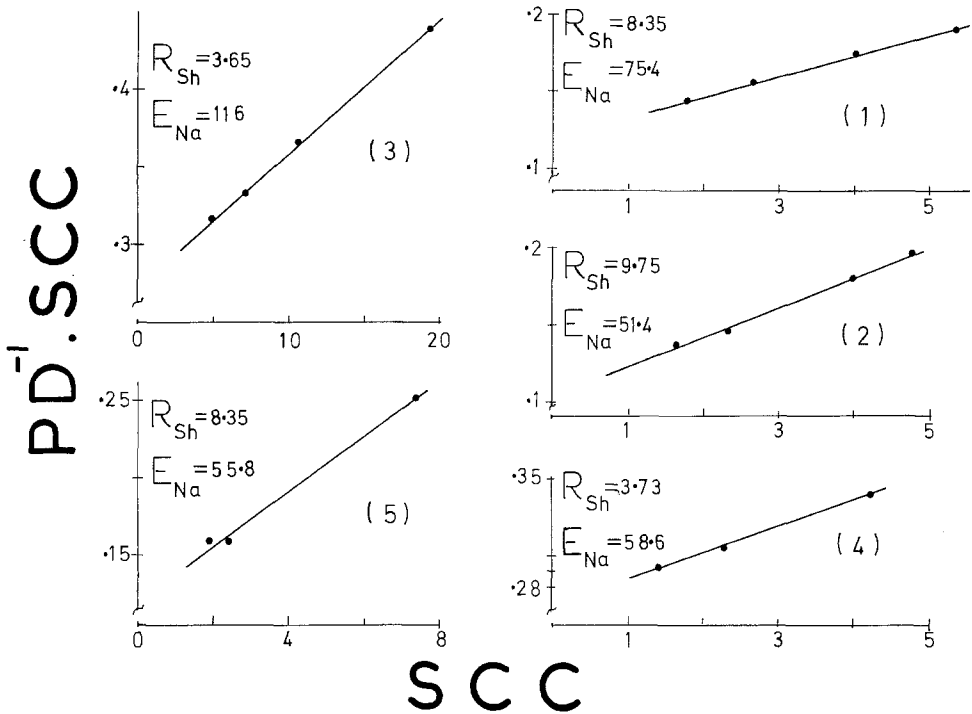 PD⁻¹.SCC
R_Sh=3·65
E_Na=116
(3)
·4
·3
0 10 20
R_Sh=8·35
E_Na=75·4
(1)
·2
·1
1 3 5
R_Sh=9·75
E_Na=51·4
(2)
·2
·1
1 3 5
R_Sh=8·35
E_Na=55·8
(5)
·25
·15
0 4 8
R_Sh=3·73
E_Na=58·6
(4)
·35
·28
1 3 5
SCC